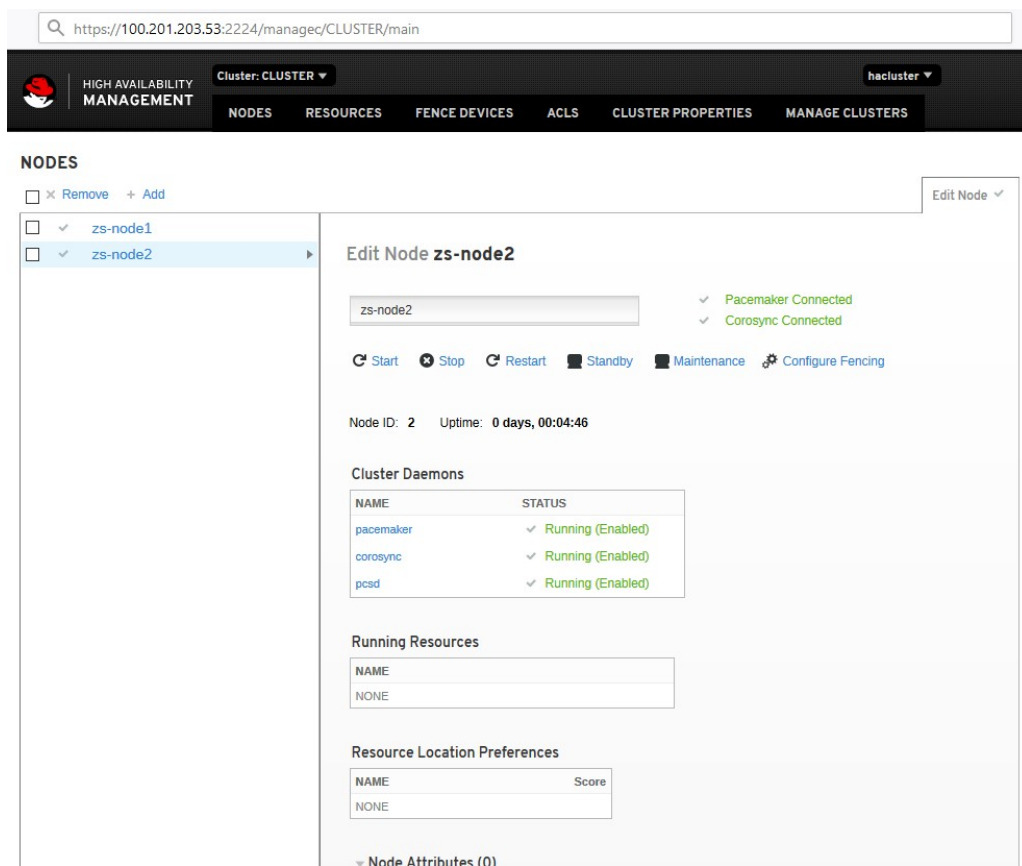 https://100.201.203.53:2224/managec/CLUSTER/main
HIGH AVAILABILITY
MANAGEMENT
Cluster: CLUSTER
hacluster
NODES RESOURCES FENCE DEVICES ACLS CLUSTER PROPERTIES MANAGE CLUSTERS
NODES
Remove + Add
Edit Node
zs-node1
zs-node2
Edit Node zs-node2
zs-node2
Pacemaker Connected
Corosync Connected
Start Stop Restart Standby Maintenance Configure Fencing
Node ID: 2 Uptime: 0 days, 00:04:46
Cluster Daemons
NAME STATUS
pacemaker Running (Enabled)
corosync Running (Enabled)
pcsd Running (Enabled)
Running Resources
NAME
NONE
Resource Location Preferences
NAME Score
NONE
Node Attributes (0)